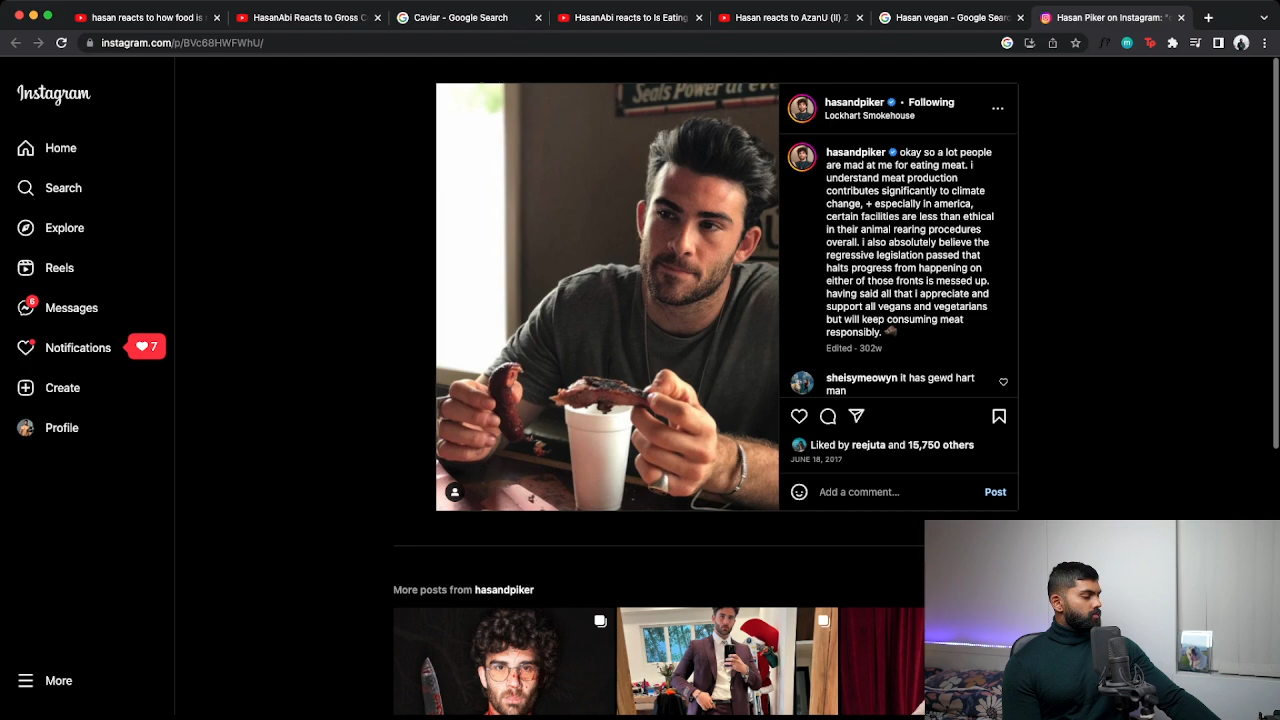 hasan reacts to how food is
HasanAbi Reacts to Gross C
Caviar - Google Search
HasanAbi reacts to Is Eating
Hasan reacts to AzanU (II) 2
Hasan vegan - Google Searc
Hasan Piker on Instagram: "
instagram.com/p/BVc68HWFWhU/
Instagram
Home
Search
Explore
Reels
6
Messages
Notifications
7
Create
Profile
More
Seals Power at eve
hasandpiker • Following
Lockhart Smokehouse
hasandpiker okay so a lot people
are mad at me for eating meat. i
understand meat production
contributes significantly to climate
change, + especially in america,
certain facilities are less than ethical
in their animal rearing procedures
overall. i also absolutely believe the
regressive legislation passed that
halts progress from happening on
either of those fronts is messed up.
having said all that i appreciate and
support all vegans and vegetarians
but will keep consuming meat
responsibly.
Edited · 302w
sheisymeowyn it has gewd hart
man
Liked by reejuta and 15,750 others
JUNE 18, 2017
Add a comment...
Post
More posts from hasandpiker